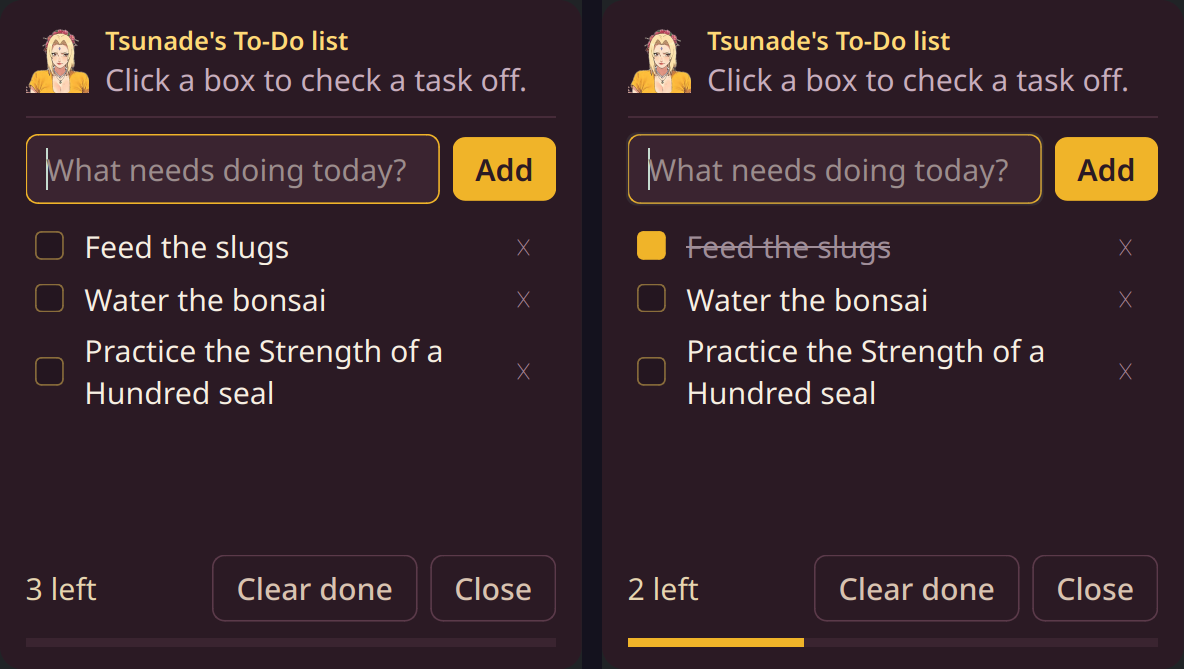 Tsunade's To-Do list
Click a box to check a task off.
What needs doing today?
Add
Feed the slugs
X
Water the bonsai
X
Practice the Strength of a
Hundred seal
X
3 left
Clear done
Close
Tsunade's To-Do list
Click a box to check a task off.
What needs doing today?
Add
Feed the slugs
X
Water the bonsai
X
Practice the Strength of a
Hundred seal
X
2 left
Clear done
Close